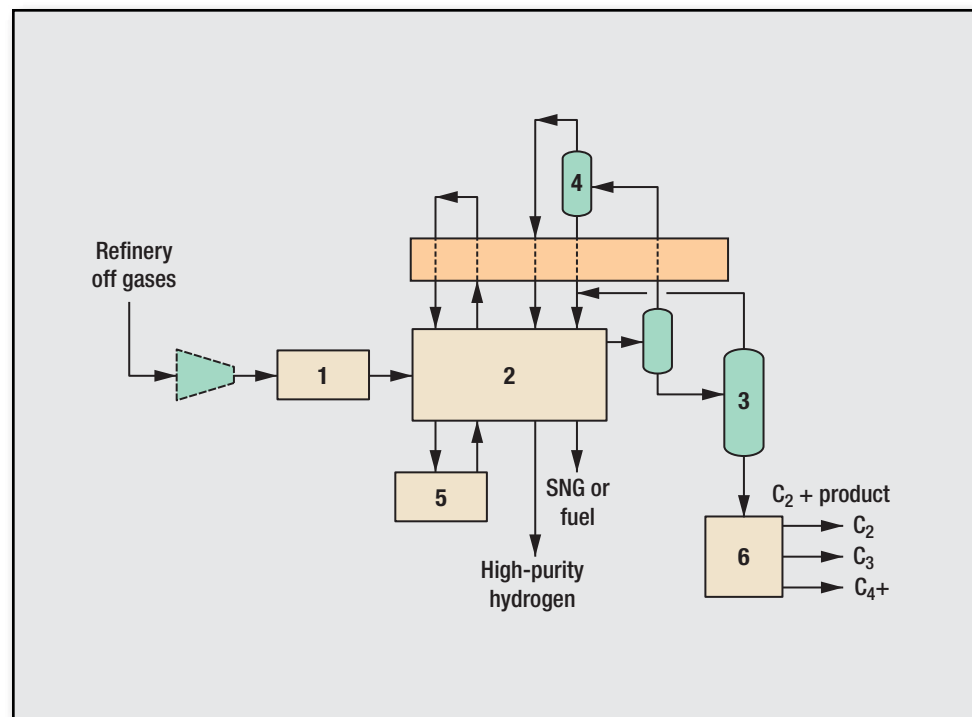 4
Refinery
off gases
1
2
3
5
SNG or
fuel
High-purity
hydrogen
C₂ + product
6
C₂
C₃
C₄+